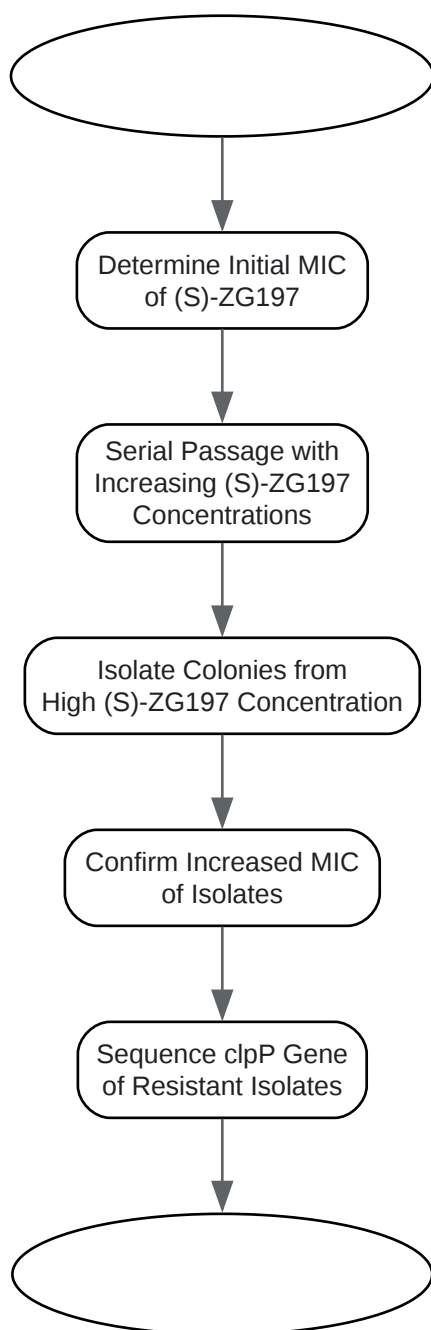 Determine Initial MIC
of (S)-ZG197
Serial Passage with
Increasing (S)-ZG197
Concentrations
Isolate Colonies from
High (S)-ZG197 Concentration
Confirm Increased MIC
of Isolates
Sequence clpP Gene
of Resistant Isolates